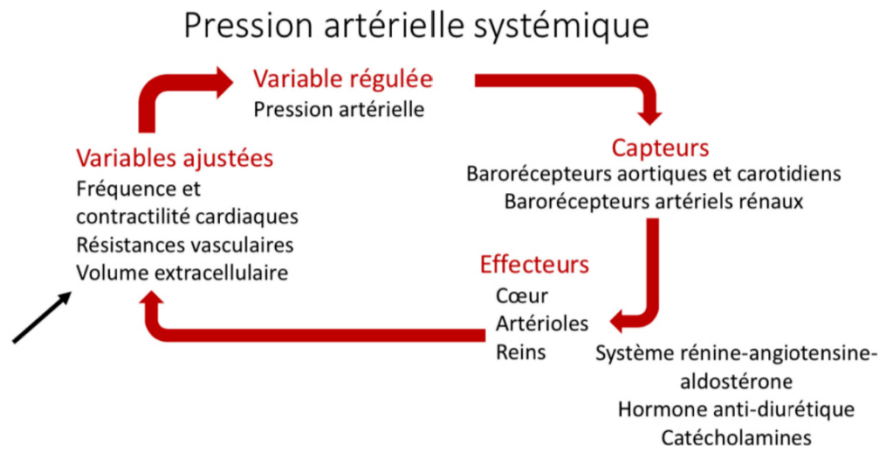 Pression artérielle systémique
Variable régulée
Pression artérielle
Capteurs
Barorécepteurs aortiques et carotidiens
Barorécepteurs artériels rénaux
Variables ajustées
Fréquence et
contractilité cardiaques
Résistances vasculaires
Volume extracellulaire
Effecteurs
Cœur
Artérioles
Reins
Système rénine-angiotensine-
aldostérone
Hormone anti-diurétique
Catécholamines